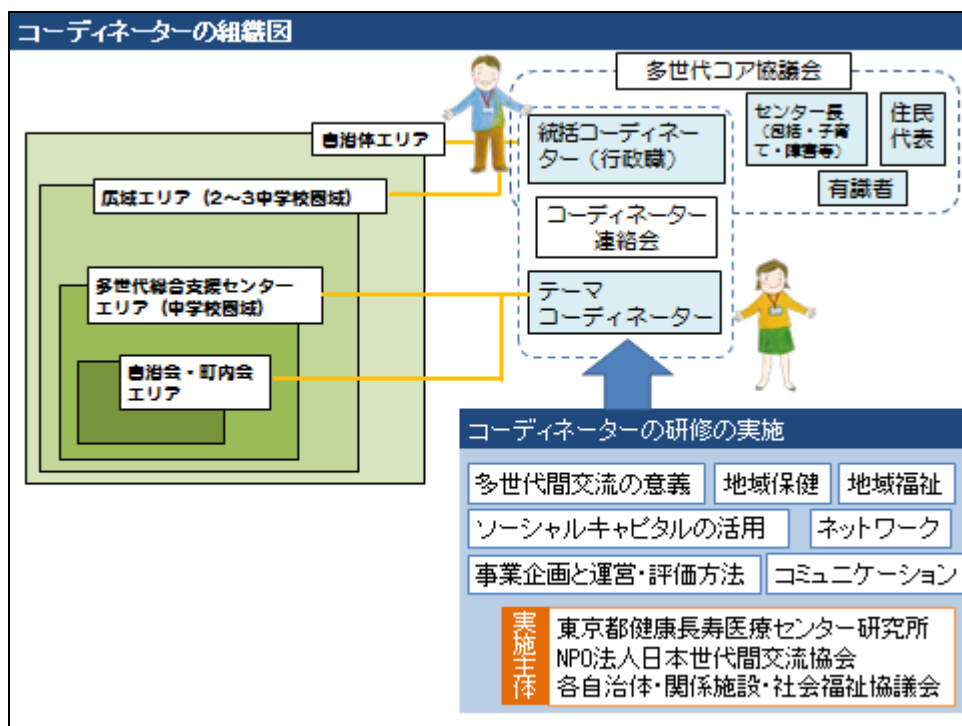 コーディネーターの組織図
多世代コア協議会
自治体エリア
統括コーディネー
ター（行政職）
センター長
（包括・子育
て・障害等）
住民
代表
有識者
広域エリア（2～3中学校圏域）
コーディネーター
連絡会
多世代総合支援センター
エリア（中学校圏域）
テーマ
コーディネーター
自治会・町内会
エリア
コーディネーターの研修の実施
多世代間交流の意義
地域保健
地域福祉
ソーシャルキャピタルの活用
ネットワーク
事業企画と運営・評価方法
コミュニケーション
実施主体
東京都健康長寿医療センター研究所
NPO法人日本世代間交流協会
各自治体・関係施設・社会福祉協議会